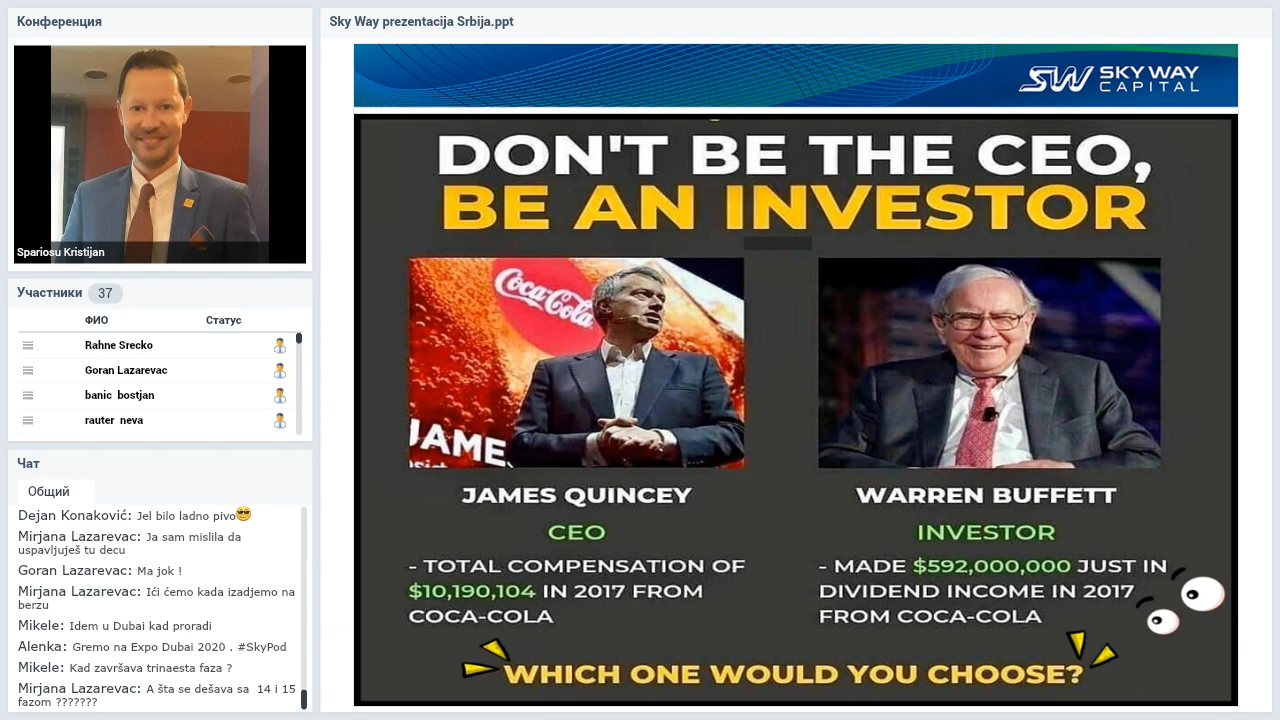 Конференция
Spariosu Kristijan
Участники 37
ФИО Статус
Rahne Srecko
Goran Lazarevac
banic bostjan
rauter neva
Чат
Общий
Dejan Konaković: Jel bilo ladno pivo
Mirjana Lazarevac: Ja sam mislila da
uspavljuješ tu decu
Goran Lazarevac: Ma jok !
Mirjana Lazarevac: Ići ćemo kada izadjemo na
berzu
Mikele: Idem u Dubai kad proradi
Alenka: Gremo na Expo Dubai 2020 . #SkyPod
Mikele: Kad završava trinaesta faza ?
Mirjana Lazarevac: A šta se dešava sa 14 i 15
fazom ???????
Sky Way prezentacija Srbija.ppt
SW SKY WAY
CAPITAL
DON'T BE THE CEO,
BE AN INVESTOR
Coca-Cola
JAME
JAMES QUINCEY
CEO
- TOTAL COMPENSATION OF
$10,190,104 IN 2017 FROM
COCA-COLA
WARREN BUFFETT
INVESTOR
- MADE $592,000,000 JUST IN
DIVIDEND INCOME IN 2017
FROM COCA-COLA
WHICH ONE WOULD YOU CHOOSE?